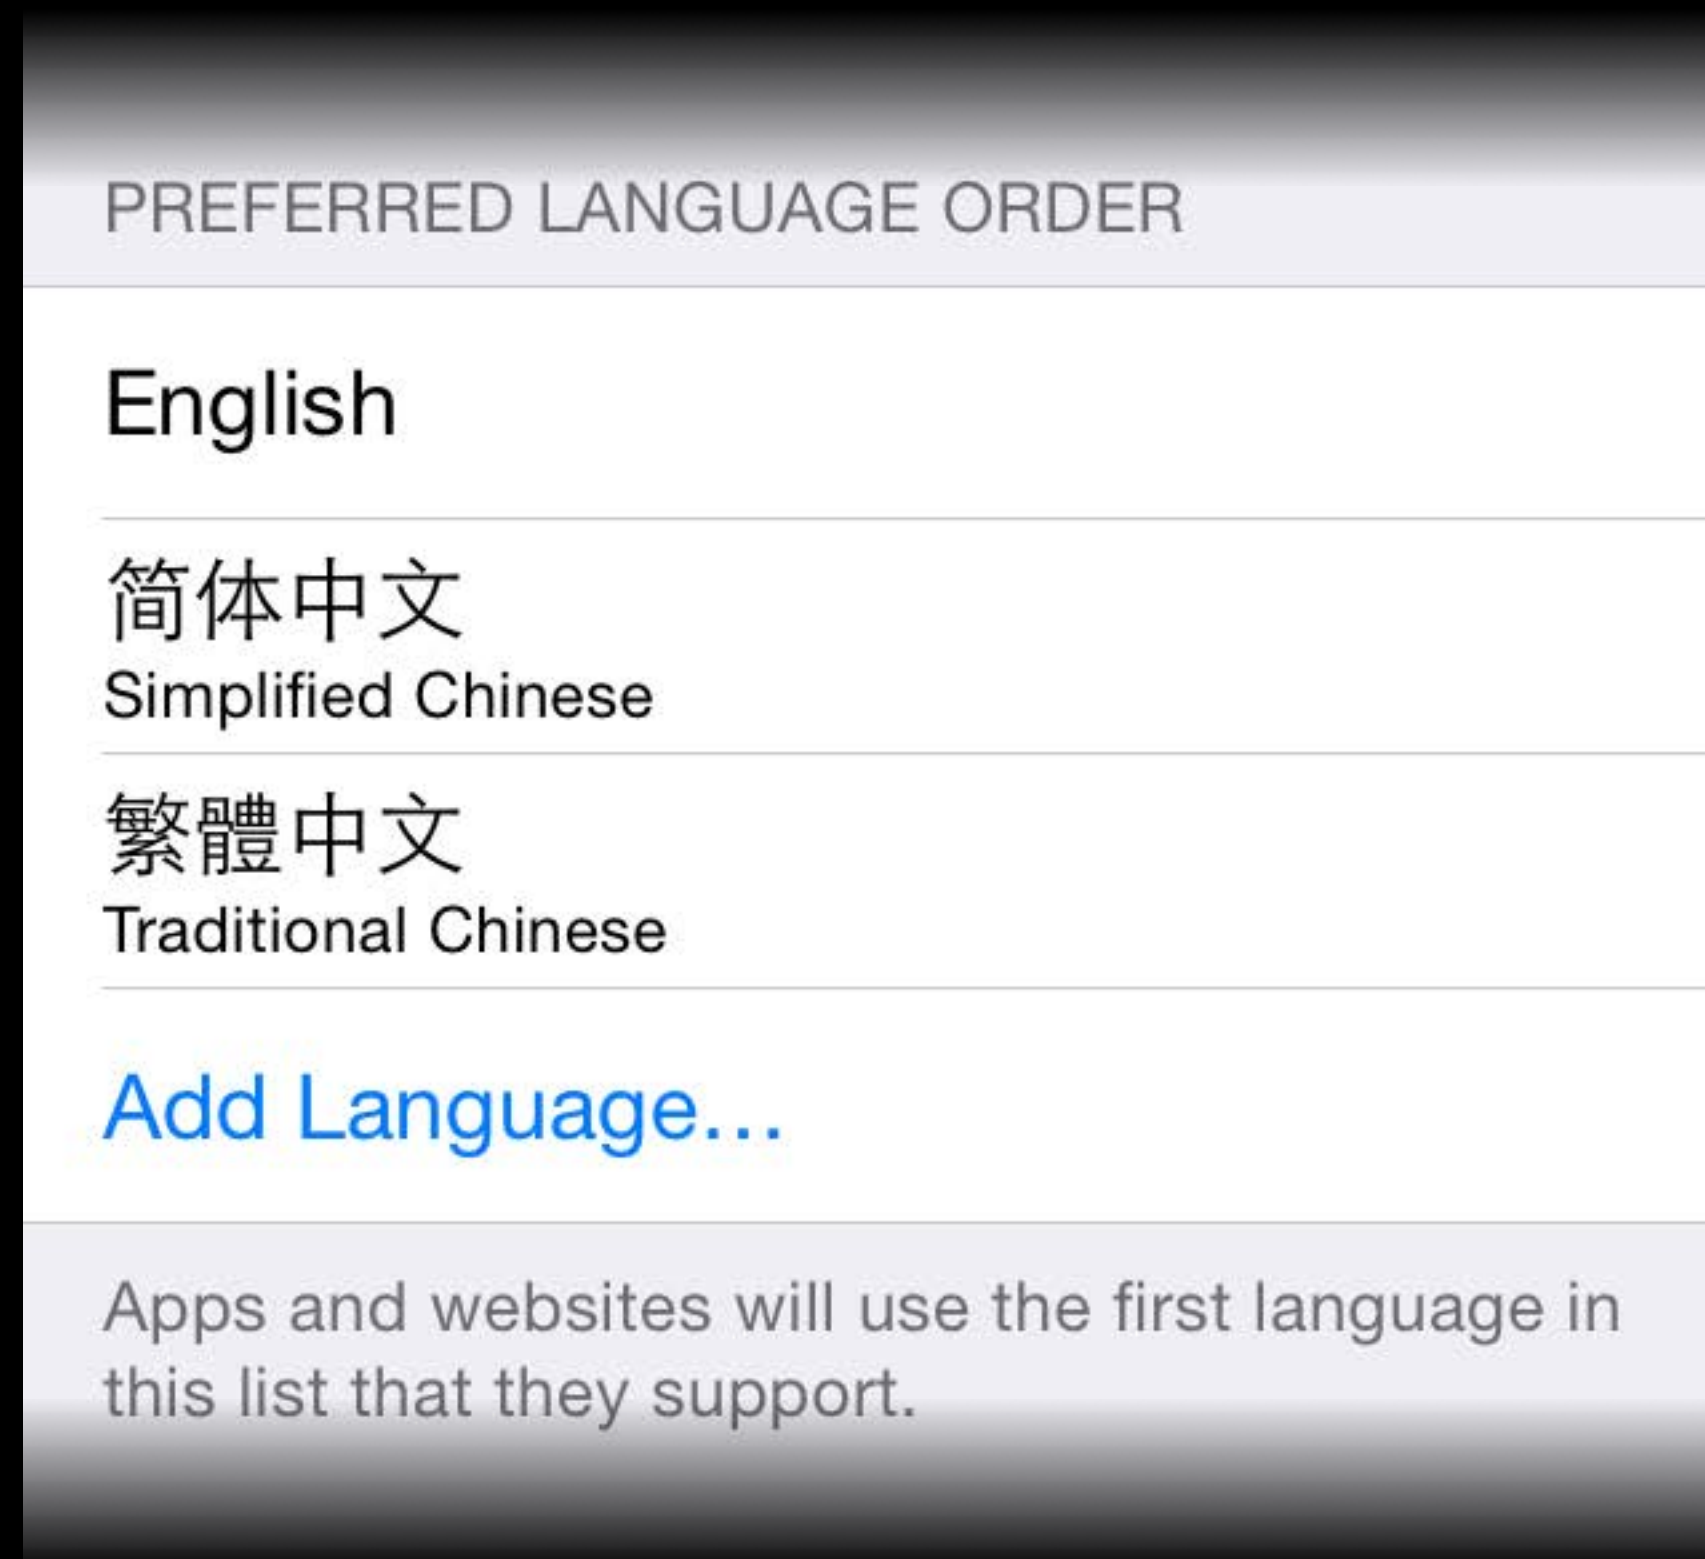 PREFERRED LANGUAGE ORDER
English
简体中文
Simplified Chinese
繁體中文
Traditional Chinese
Add Language...
Apps and websites will use the first language in
this list that they support.